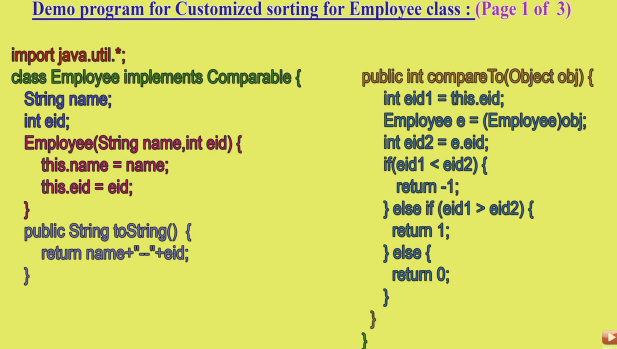 Demo program for Customized sorting for Employee class : (Page 1 of 3)
import java.util.*;
class Employee implements Comparable {
String name;
int eid;
Employee(String name,int eid) {
this.name = name;
this.eid = eid;
}
public String toString() {
return name+"--"+eid;
}
public int compareTo(Object obj) {
int eid1 = this.eid;
Employee e = (Employee)obj;
int eid2 = e.eid;
if(eid1 < eid2) {
return -1;
} else if (eid1 > eid2) {
return 1;
} else {
return 0;
}
}
}